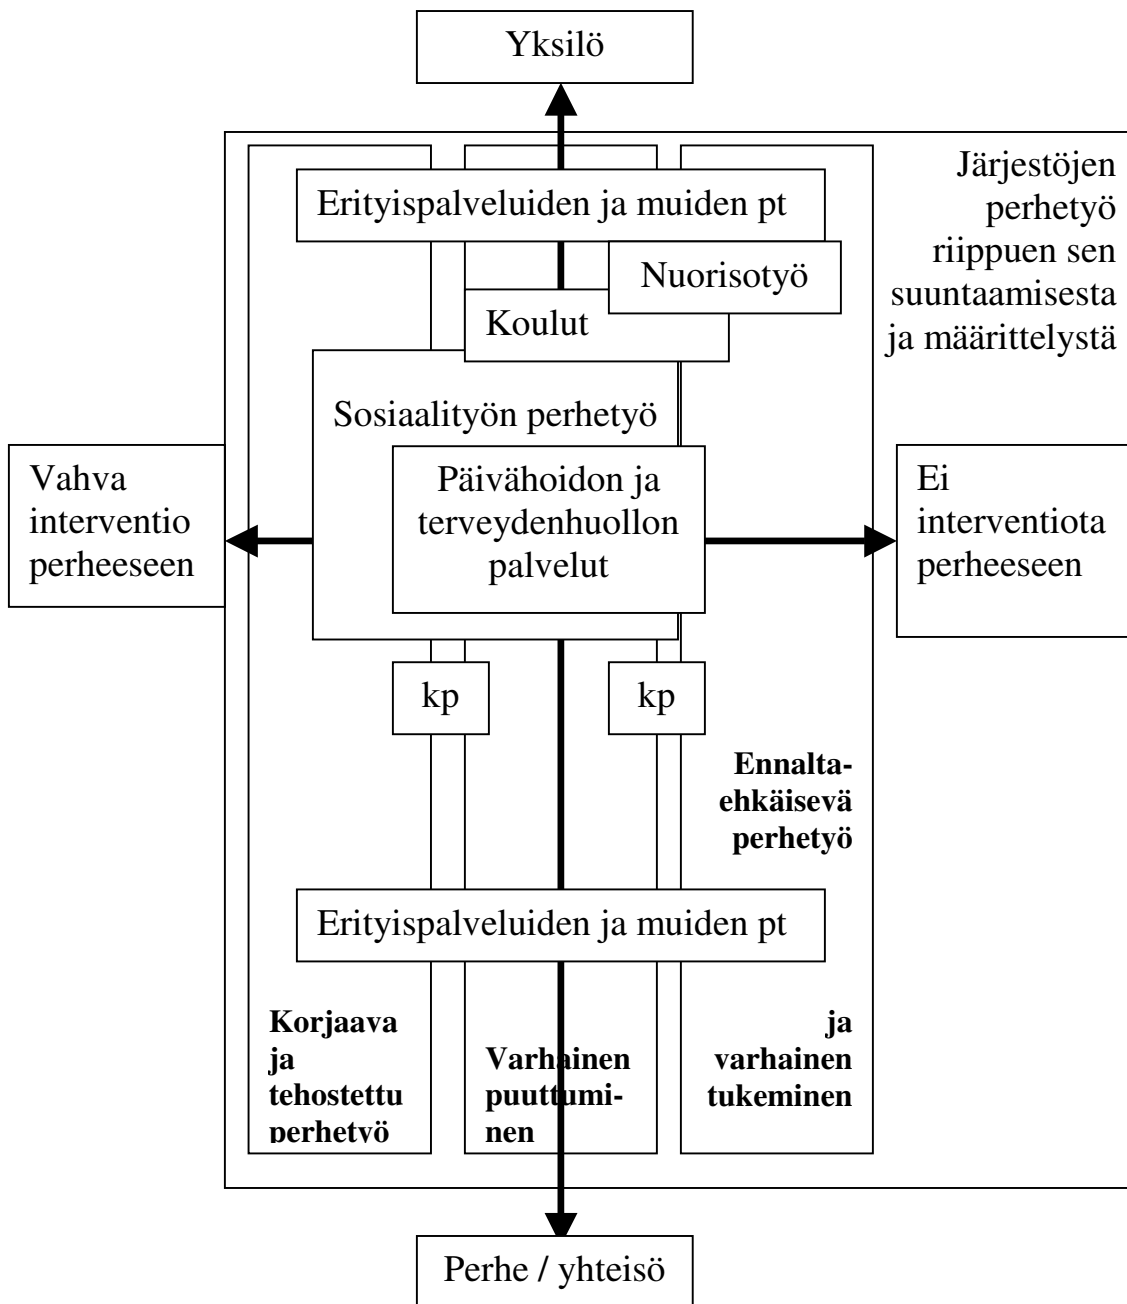 Yksilö
Järjestöjen
perhetyö
riippuen sen
suuntaamisesta
ja määrittelystä
Erityispalveluiden ja muiden pt
Nuorisotyö
Koulut
Sosiaalityön perhetyö
Vahva
interventio
perheeseen
Päivähoidon ja
terveydenhuollon
palvelut
Ei
interventiota
perheeseen
kp
kp
Ennalta-
ehkäisevä
perhetyö
Erityispalveluiden ja muiden pt
Korjaava
ja
tehostettu
perhetyö
Varhainen
puuttumi-
nen
ja
varhainen
tukeminen
Perhe / yhteisö